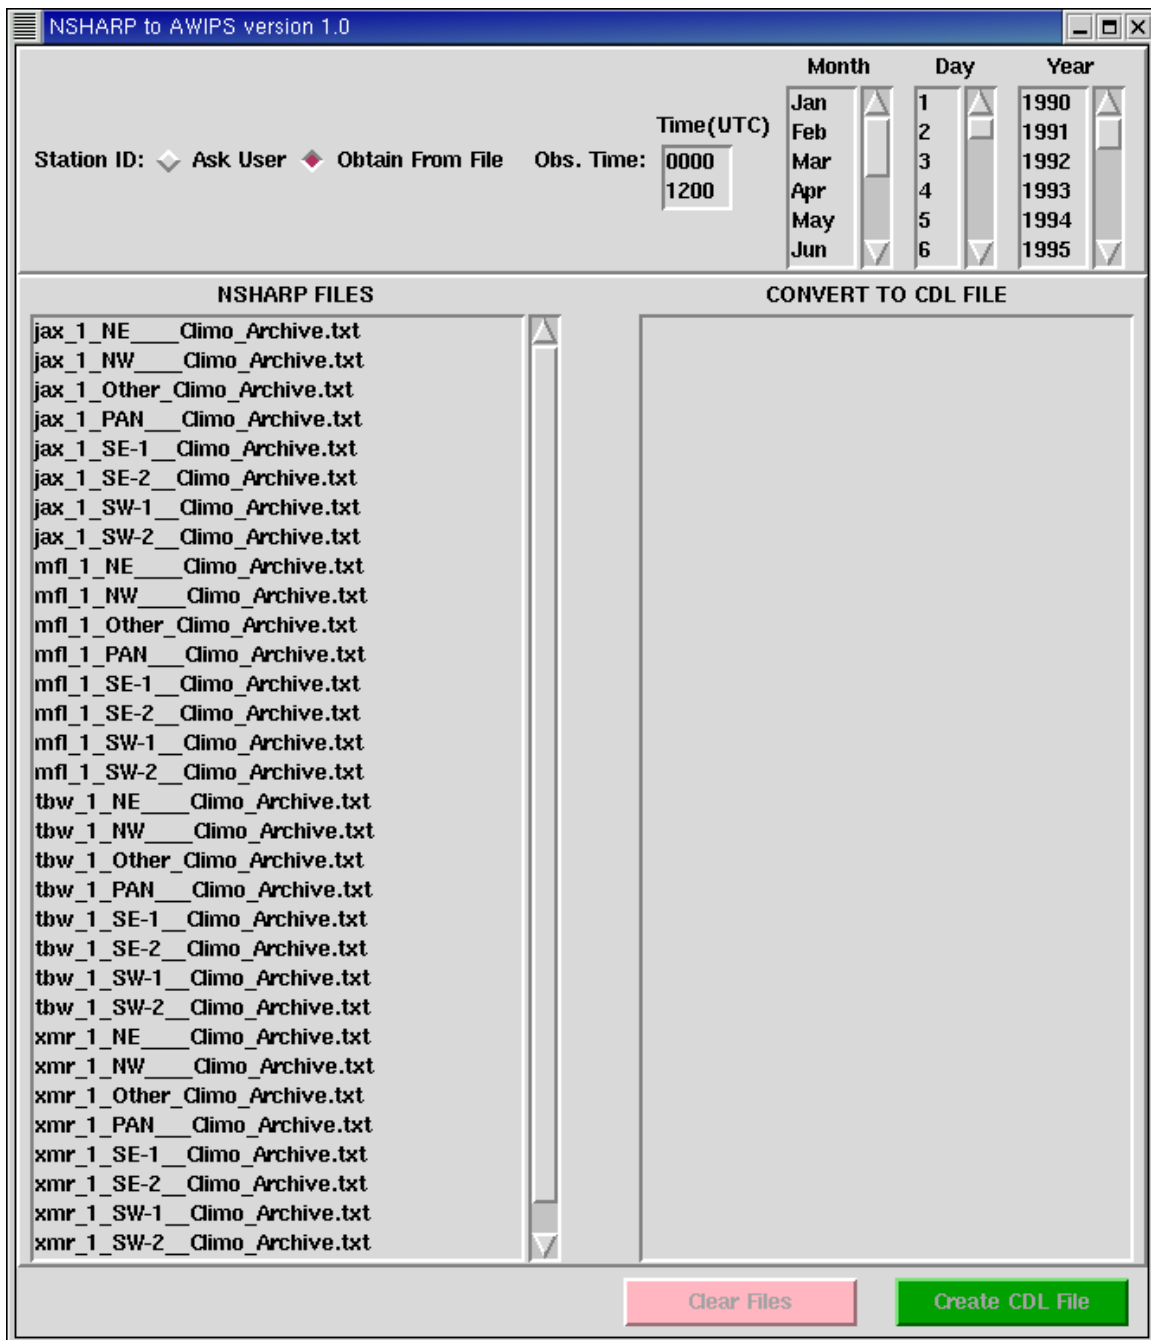 NSHARP to AWIPS version 1.0
Month Day Year
Time(UTC)
Station ID: Ask User Obtain From File Obs. Time:
0000
1200
Jan 1 1990
Feb 2 1991
Mar 3 1992
Apr 4 1993
May 5 1994
Jun 6 1995
NSHARP FILES
CONVERT TO CDL FILE
jax_1_NE____Climo_Archive.txt
jax_1_NW____Climo_Archive.txt
jax_1_Other_Climo_Archive.txt
jax_1_PAN___Climo_Archive.txt
jax_1_SE-1__Climo_Archive.txt
jax_1_SE-2__Climo_Archive.txt
jax_1_SW-1__Climo_Archive.txt
jax_1_SW-2__Climo_Archive.txt
mfl_1_NE____Climo_Archive.txt
mfl_1_NW____Climo_Archive.txt
mfl_1_Other_Climo_Archive.txt
mfl_1_PAN___Climo_Archive.txt
mfl_1_SE-1__Climo_Archive.txt
mfl_1_SE-2__Climo_Archive.txt
mfl_1_SW-1__Climo_Archive.txt
mfl_1_SW-2__Climo_Archive.txt
tbw_1_NE____Climo_Archive.txt
tbw_1_NW____Climo_Archive.txt
tbw_1_Other_Climo_Archive.txt
tbw_1_PAN___Climo_Archive.txt
tbw_1_SE-1__Climo_Archive.txt
tbw_1_SE-2__Climo_Archive.txt
tbw_1_SW-1__Climo_Archive.txt
tbw_1_SW-2__Climo_Archive.txt
xmr_1_NE____Climo_Archive.txt
xmr_1_NW____Climo_Archive.txt
xmr_1_Other_Climo_Archive.txt
xmr_1_PAN___Climo_Archive.txt
xmr_1_SE-1__Climo_Archive.txt
xmr_1_SE-2__Climo_Archive.txt
xmr_1_SW-1__Climo_Archive.txt
xmr_1_SW-2__Climo_Archive.txt
Clear Files
Create CDL File